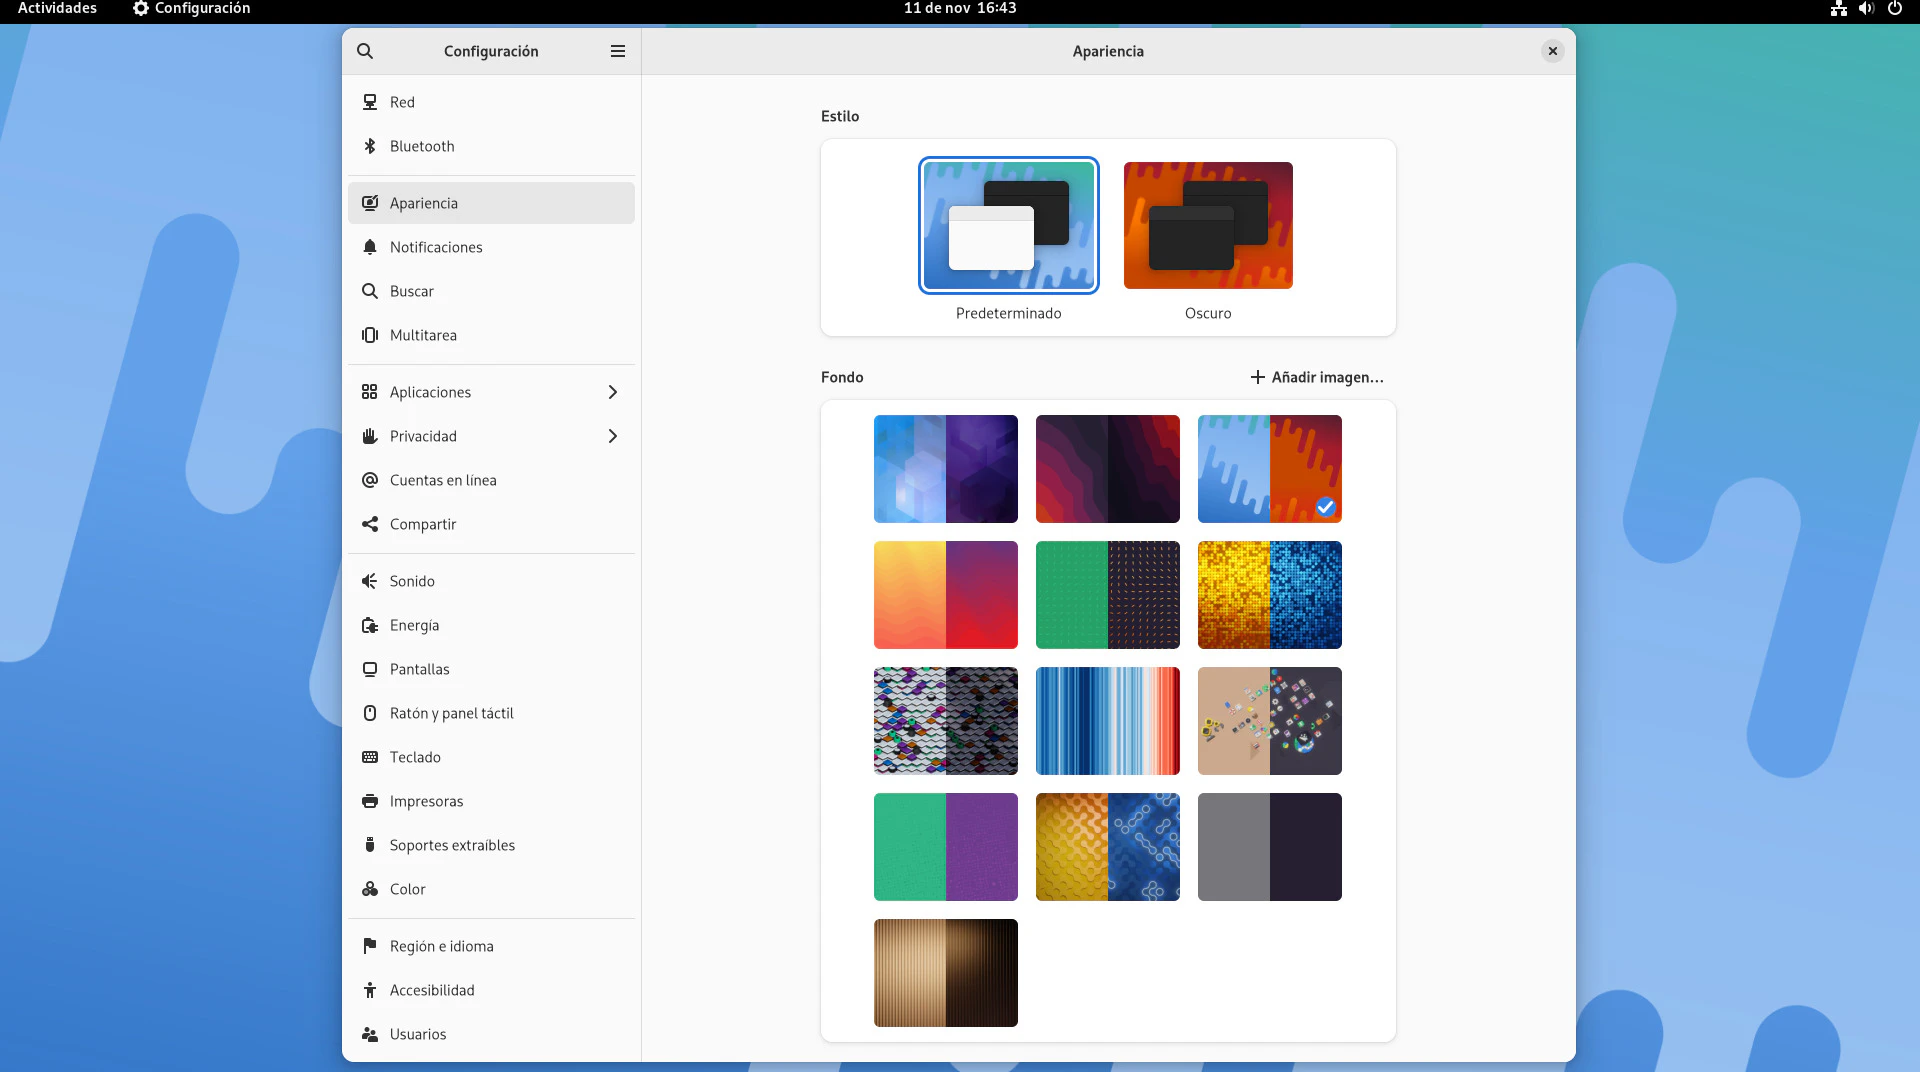 Actividades
Configuración
11 de nov 16:43
Configuración
Apariencia
Red
Bluetooth
Apariencia
Notificaciones
Buscar
Multitarea
Aplicaciones
Privacidad
Cuentas en línea
Compartir
Sonido
Energía
Pantallas
Ratón y panel táctil
Teclado
Impresoras
Soportes extraíbles
Color
Región e idioma
Accesibilidad
Usuarios
Estilo
Predeterminado
Oscuro
Fondo
Añadir imagen…